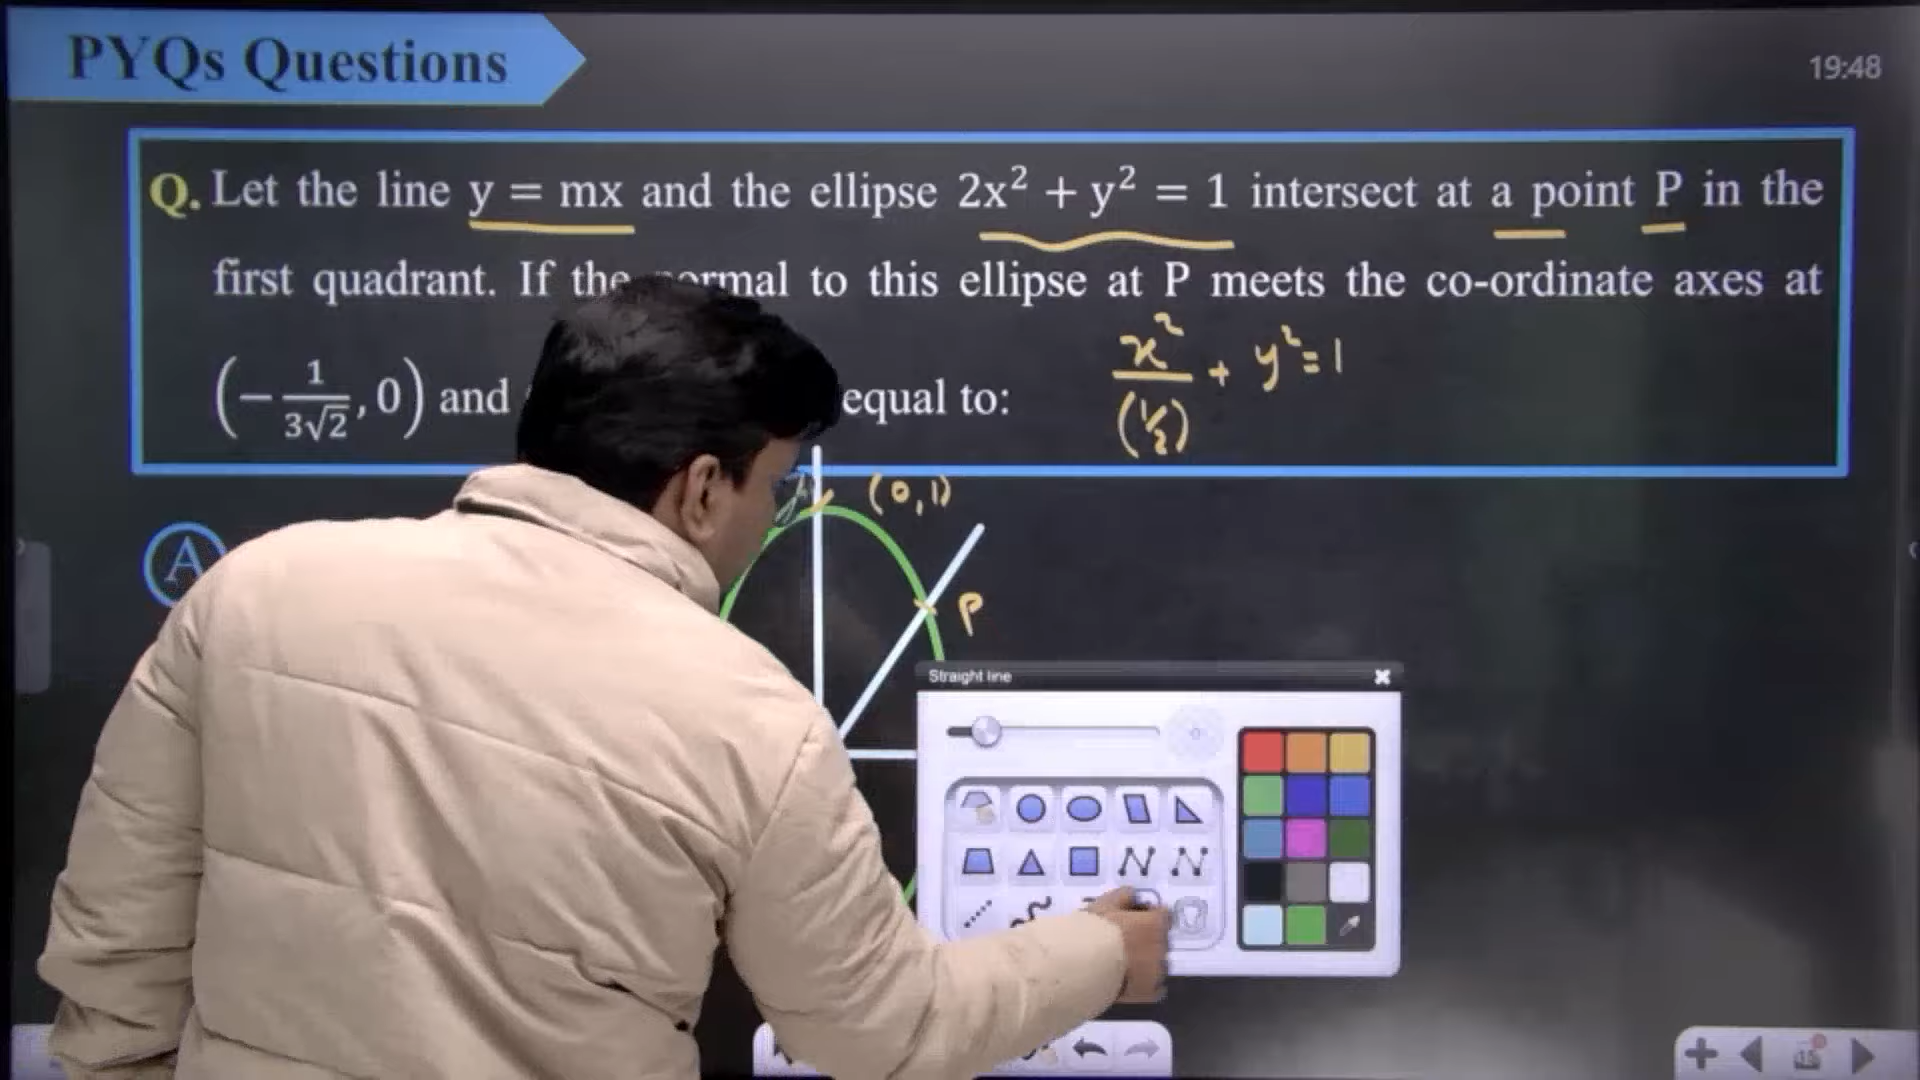 PYQs Questions
19:48
Q. Let the line y = mx and the ellipse 2x² + y² = 1 intersect at a point P in the
first quadrant. If the normal to this ellipse at P meets the co-ordinate axes at
(−1/3√2, 0) and equal to:
x²/(1/2) + y² = 1
(0,1)
A
P
Straight line